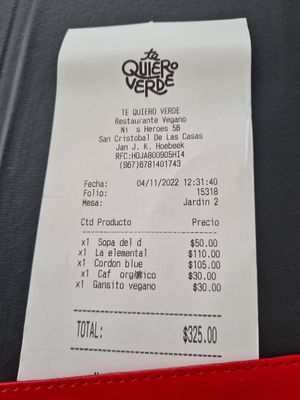 te
QUIERO
VERDE
TE QUIERO VERDE
Restaurante Vegano
Ni s Heroes 5B
San Cristobal De Las Casas
Jan J. K. Hoebeek
RFC:HOJA800905HI4
(967)6781401743
Fecha: 04/11/2022 12:31:40
Folio: 15318
Mesa: Jardin 2
Ctd Producto Precio
x1 Sopa del d $50.00
x1 La elemental $110.00
x1 Cordon blue $105.00
x1 Caf org nico $30.00
x1 Gansito vegano $30.00
TOTAL: $325.00